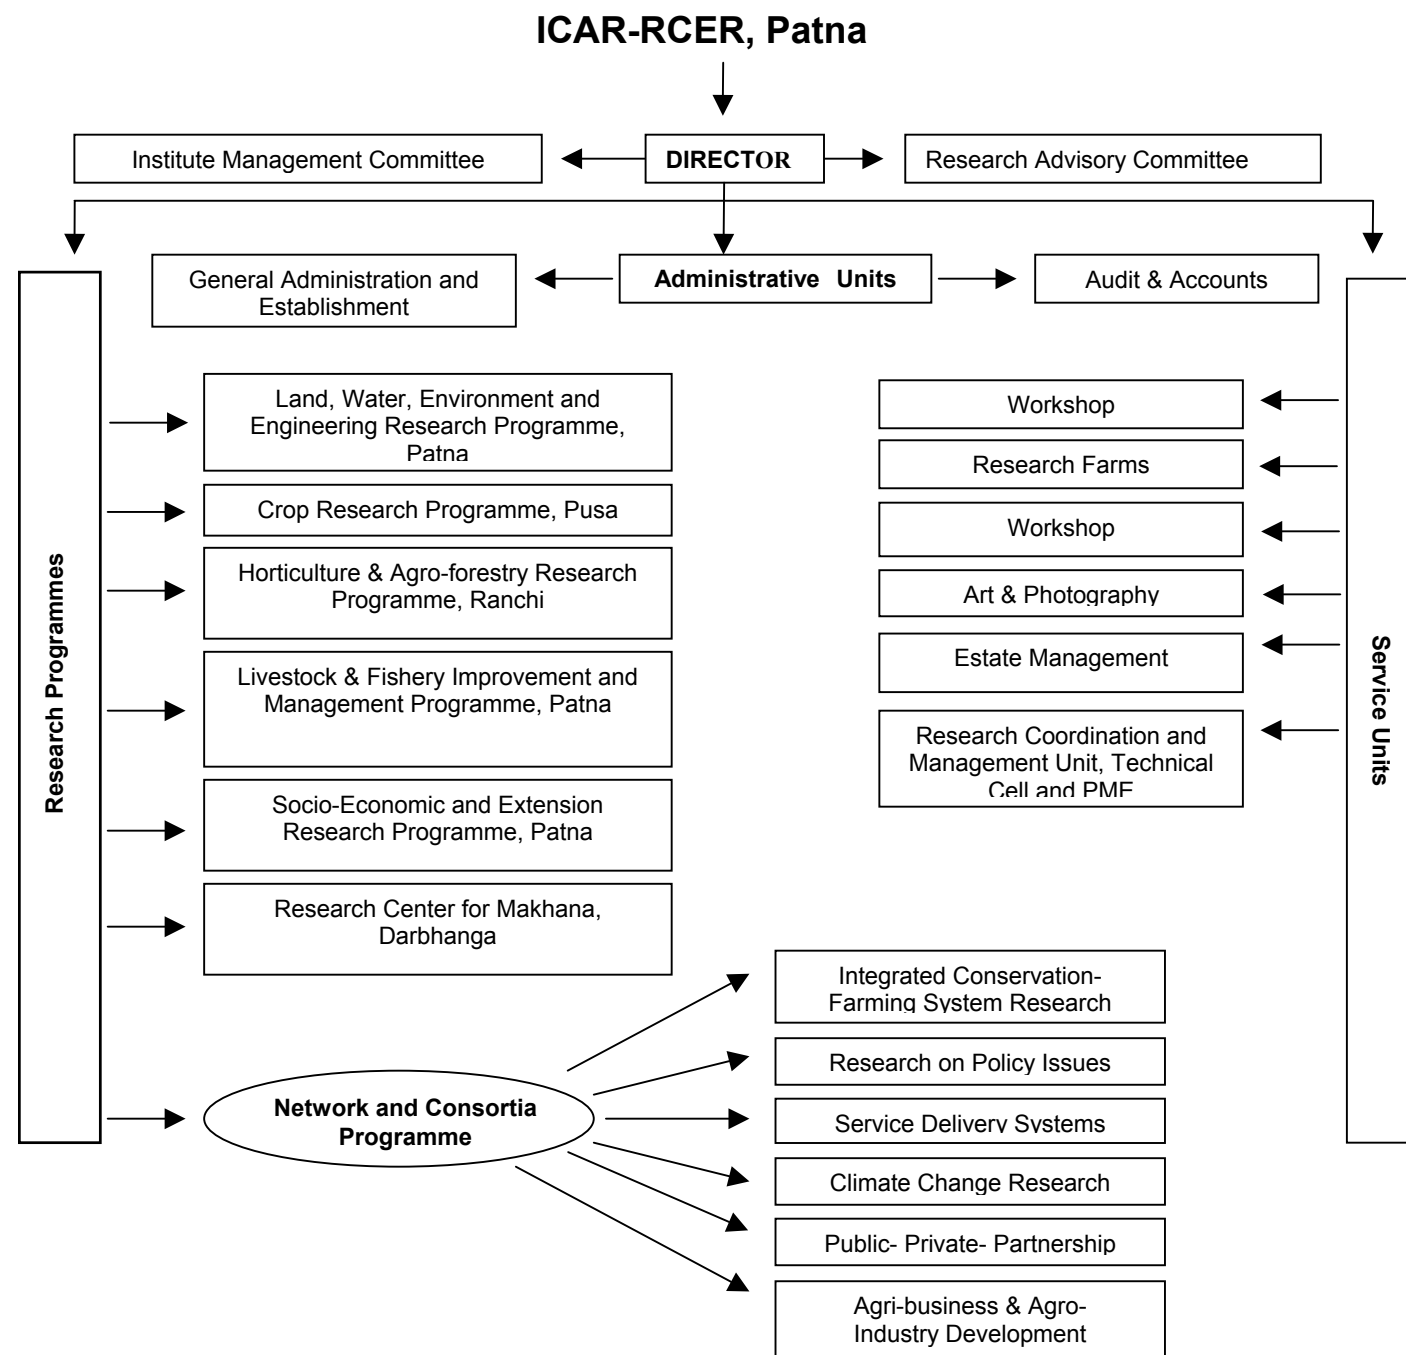 ICAR-RCER, Patna
Institute Management Committee
DIRECTOR
Research Advisory Committee
General Administration and
Establishment
Administrative Units
Audit & Accounts
Research Programmes
Land, Water, Environment and
Engineering Research Programme,
Patna
Crop Research Programme, Pusa
Horticulture & Agro-forestry Research
Programme, Ranchi
Livestock & Fishery Improvement and
Management Programme, Patna
Socio-Economic and Extension
Research Programme, Patna
Research Center for Makhana,
Darbhanga
Network and Consortia
Programme
Integrated Conservation-
Farming System Research
Research on Policy Issues
Service Delivery Systems
Climate Change Research
Public- Private- Partnership
Agri-business & Agro-
Industry Development
Workshop
Research Farms
Workshop
Art & Photography
Estate Management
Research Coordination and
Management Unit, Technical
Cell and PME
Service Units